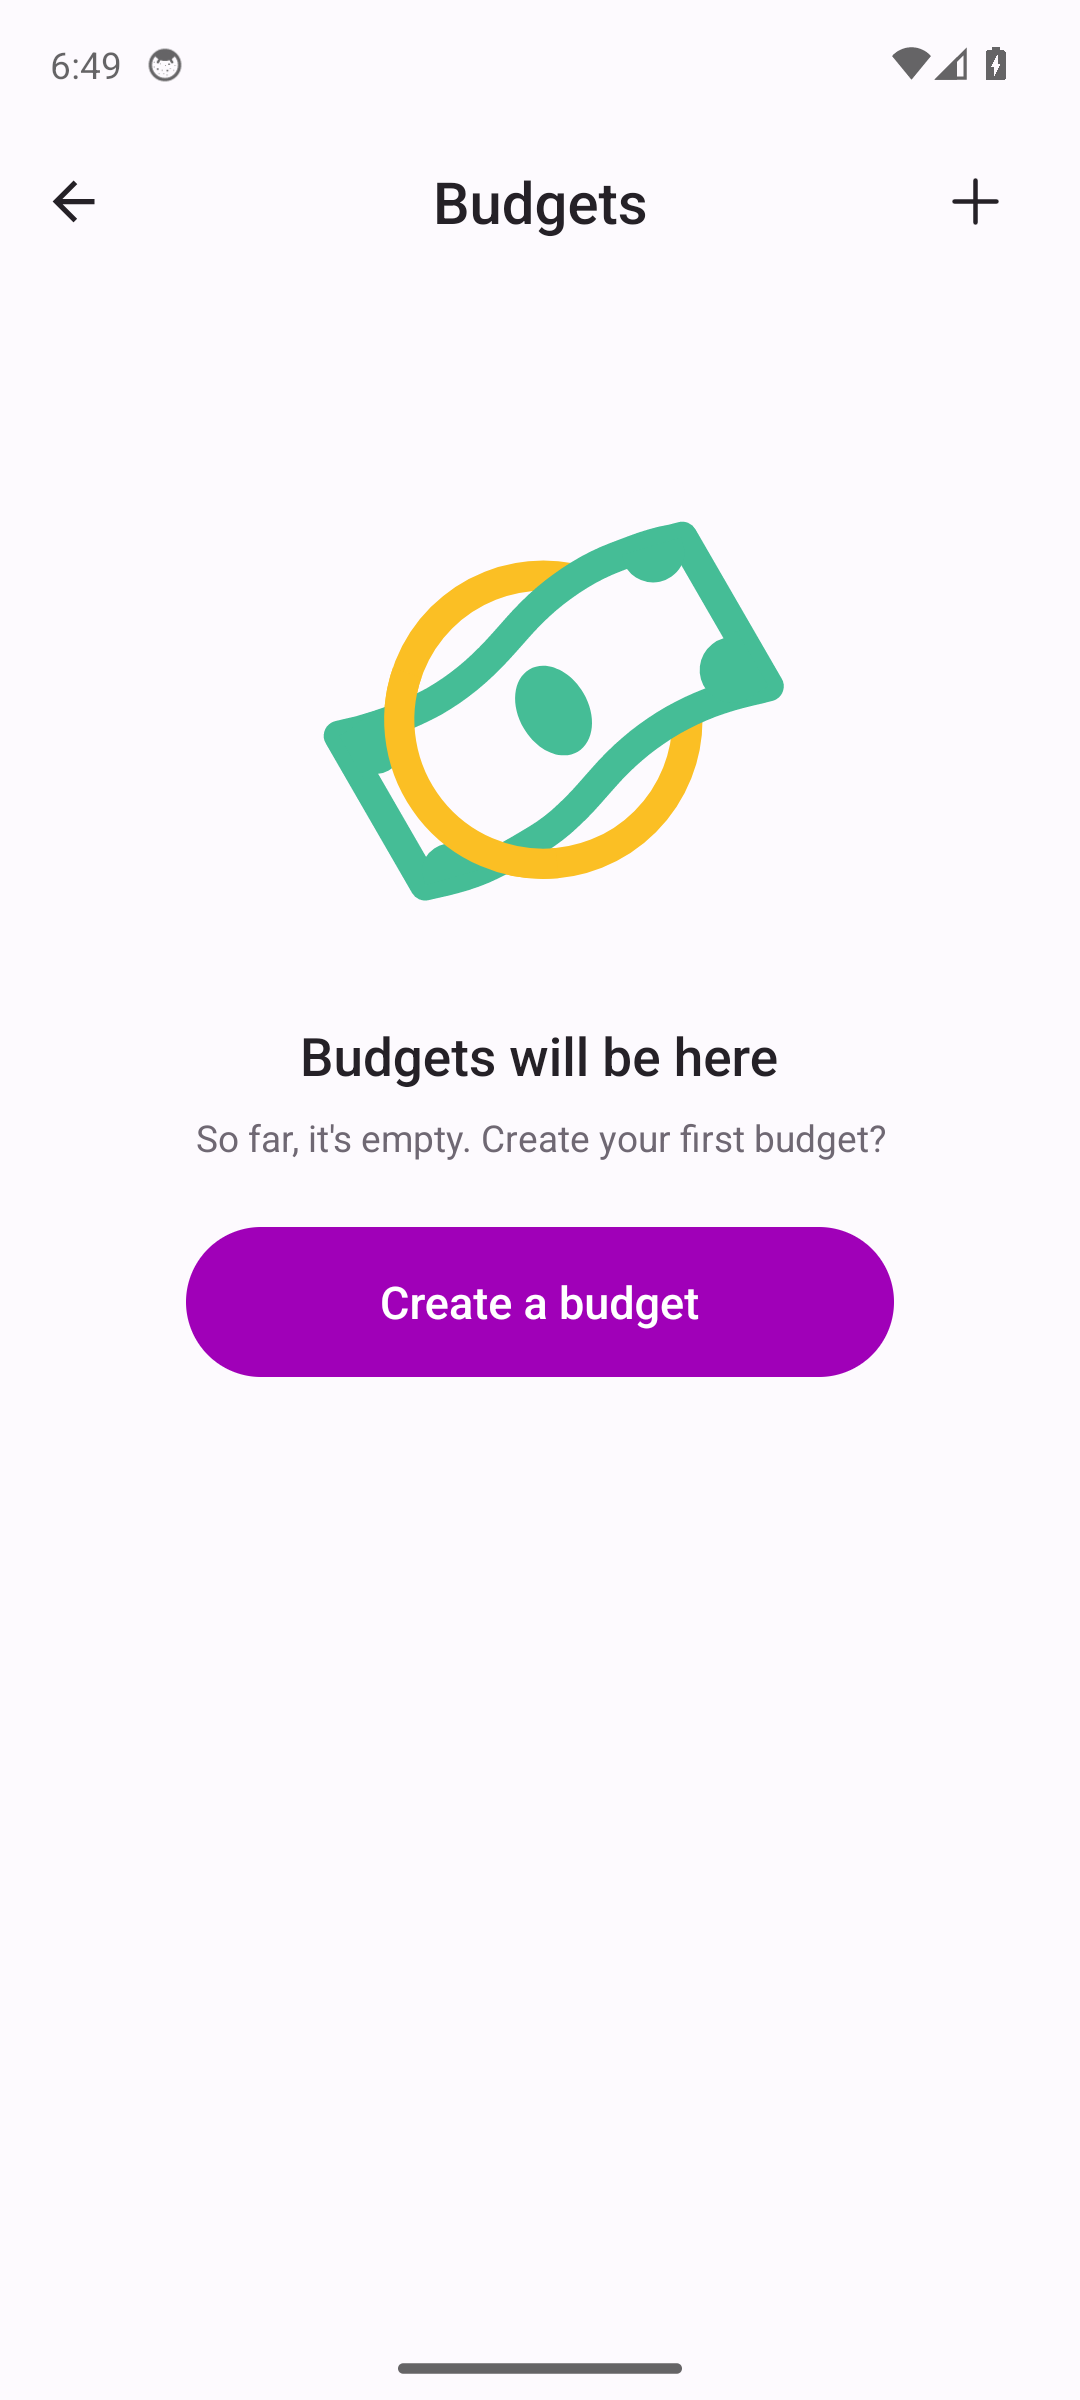 6:49
Budgets
Budgets will be here
So far, it's empty. Create your first budget?
Create a budget